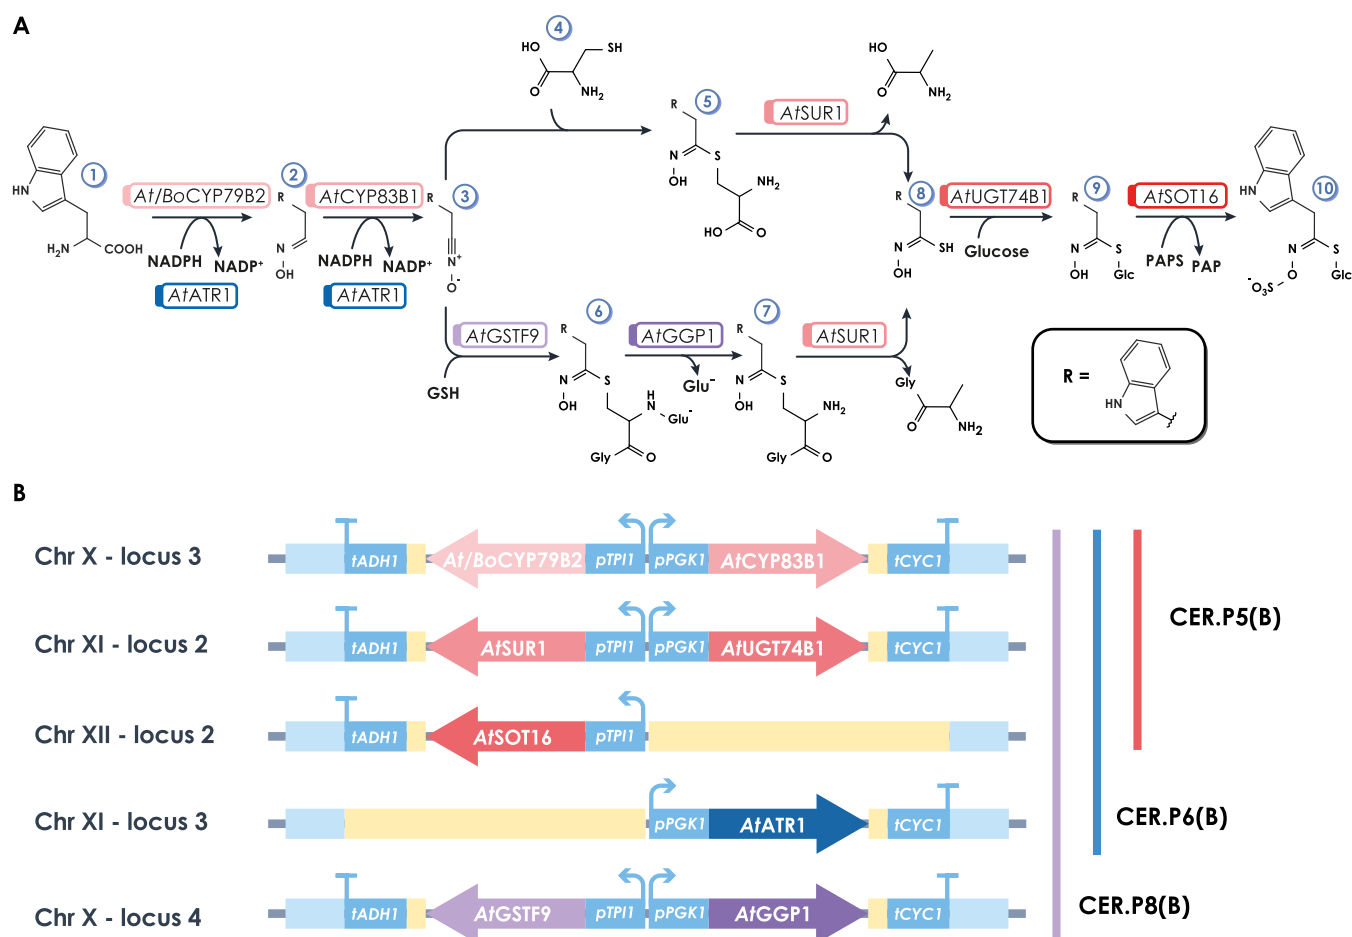 A
4
HO
SH
O
NH₂
HO
O
NH₂
R
5
AtSUR1
N
S
OH
NH₂
HO
O
1
HN
H₂N
COOH
At/BoCYP79B2
NADPH
NADP⁺
AtATR1
2
R
N
OH
AtCYP83B1
NADPH
NADP⁺
AtATR1
R
3
N⁺
O⁻
R
8
N
SH
OH
AtUGT74B1
Glucose
9
R
N
S
OH
Glc
AtSOT16
PAPS
PAP
10
HN
N
S
O
⁻O₃S
Glc
AtGSTF9
GSH
R
6
N
S
OH
H
N
Glu⁻
Gly
O
AtGGP1
Glu⁻
R
7
N
S
OH
NH₂
Gly
O
AtSUR1
Gly
O
NH₂
R =
HN
B
Chr X - locus 3
tADH1
At/BoCYP79B2
pTPI1
pPGK1
AtCYP83B1
tCYC1
Chr XI - locus 2
tADH1
AtSUR1
pTPI1
pPGK1
AtUGT74B1
tCYC1
CER.P5(B)
Chr XII - locus 2
tADH1
AtSOT16
pTPI1
Chr XI - locus 3
pPGK1
AtATR1
tCYC1
CER.P6(B)
Chr X - locus 4
tADH1
AtGSTF9
pTPI1
pPGK1
AtGGP1
tCYC1
CER.P8(B)